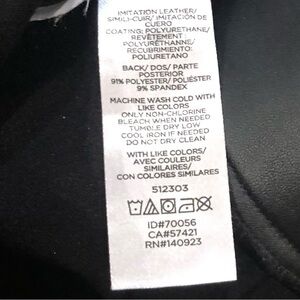 IMITATION LEATHER/
SIMILI-CUIR/ IMITACIÓN DE
CUERO
COATING: POLYURETHANE/
REVÊTEMENT
POLYURÉTHANNE/
RECUBRIMIENTO:
POLIURETANO
BACK/ DOS/ PARTE
POSTERIOR
91% POLYESTER/ POLIÉSTER
9% SPANDEX
MACHINE WASH COLD WITH
LIKE COLORS
ONLY NON-CHLORINE
BLEACH WHEN NEEDED
TUMBLE DRY LOW
COOL IRON IF NEEDED
DO NOT DRY CLEAN
WITH LIKE COLORS/
AVEC COULEURS
SIMILAIRES/
CON COLORES SIMILARES
512303
ID#70056
CA#57421
RN#140923